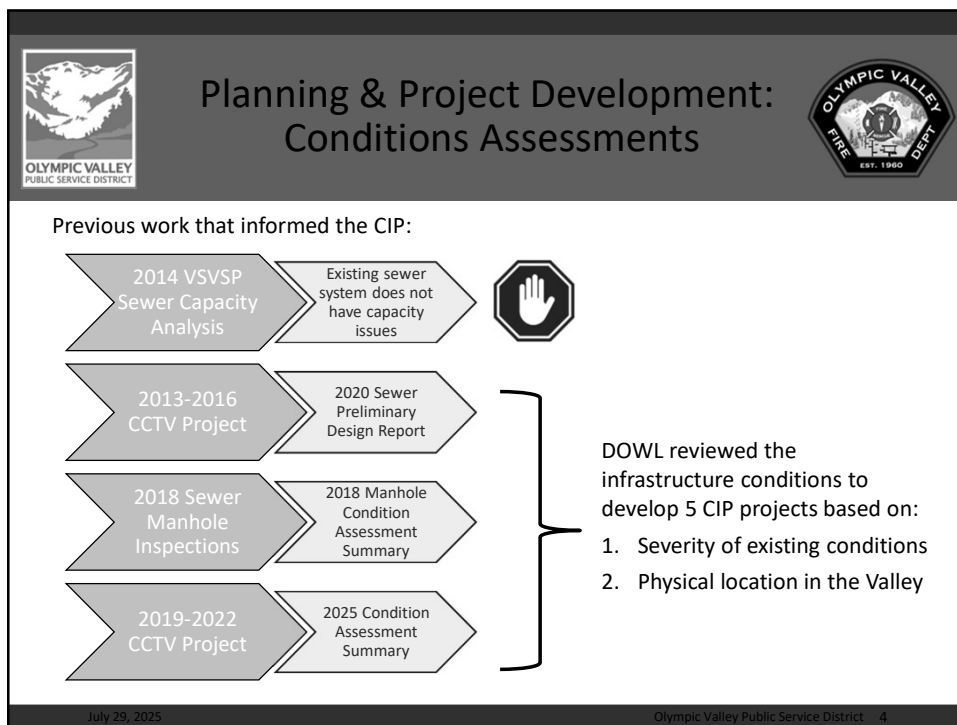 Planning & Project Development:
Conditions Assessments
OLYMPIC VALLEY
PUBLIC SERVICE DISTRICT
OLYMPIC VALLEY
FIRE
DEPT
EST. 1960
Previous work that informed the CIP:
2014 VSVSP
Sewer Capacity
Analysis
Existing sewer
system does not
have capacity
issues
2013-2016
CCTV Project
2020 Sewer
Preliminary
Design Report
2018 Sewer
Manhole
Inspections
2018 Manhole
Condition
Assessment
Summary
2019-2022
CCTV Project
2025 Condition
Assessment
Summary
DOWL reviewed the
infrastructure conditions to
develop 5 CIP projects based on:
1. Severity of existing conditions
2. Physical location in the Valley
July 29, 2025
Olympic Valley Public Service District 4